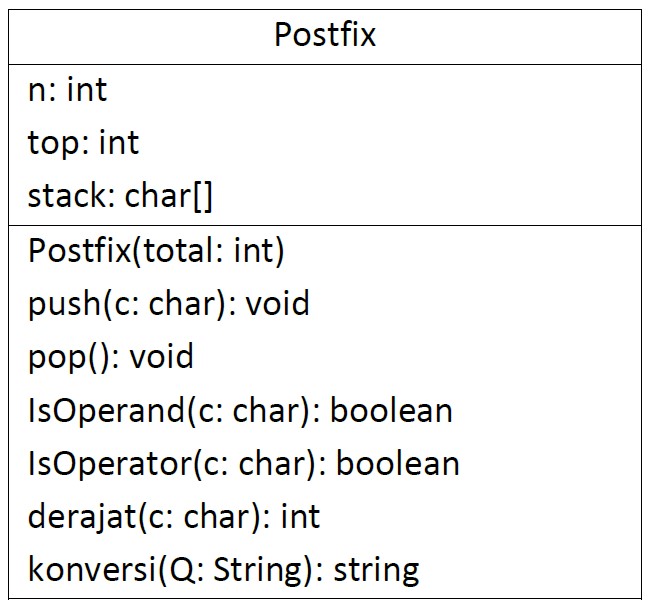 Postfix
n: int
top: int
stack: char[]
Postfix(total: int)
push(c: char): void
pop(): void
IsOperand(c: char): boolean
IsOperator(c: char): boolean
derajat(c: char): int
konversi(Q: String): string